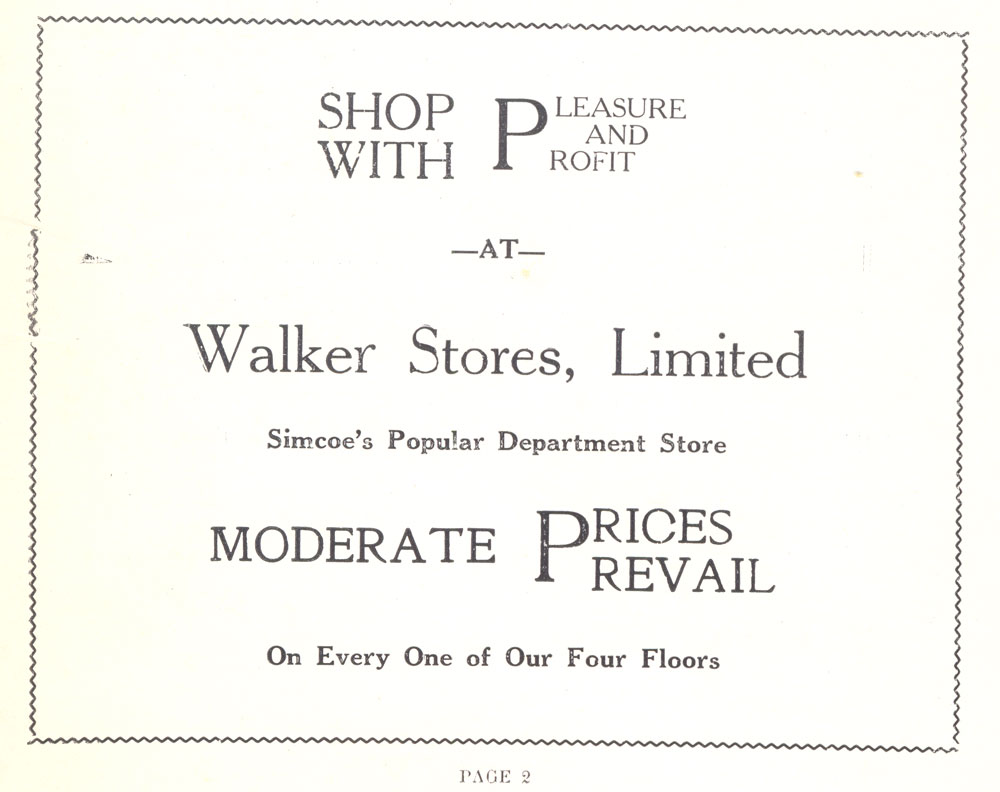 SHOP WITH PLEASURE AND PROFIT
—AT—
Walker Stores, Limited
Simcoe's Popular Department Store
MODERATE PRICES PREVAIL
On Every One of Our Four Floors
PAGE 2